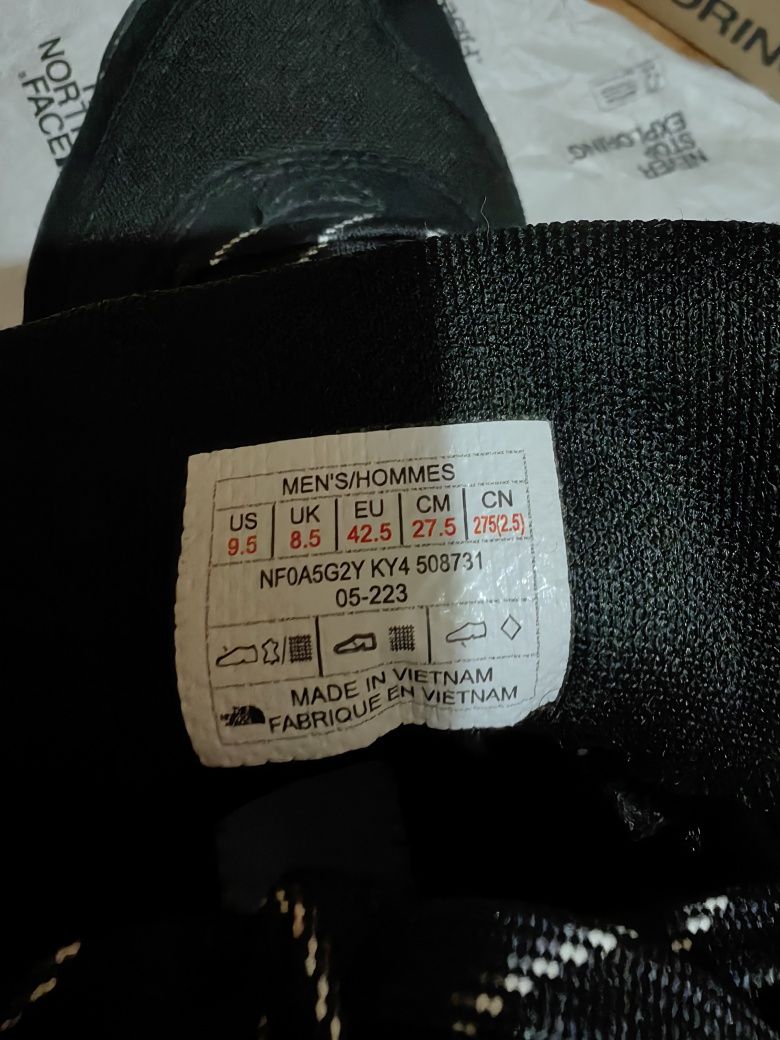 NORTH
FACE
NEVER
STOP
EXPLORING
MEN'S/HOMMES
US UK EU CM CN
9.5 8.5 42.5 27.5 275(2.5)
NF0A5G2Y KY4 508731
05-223
MADE IN VIETNAM
FABRIQUE EN VIETNAM